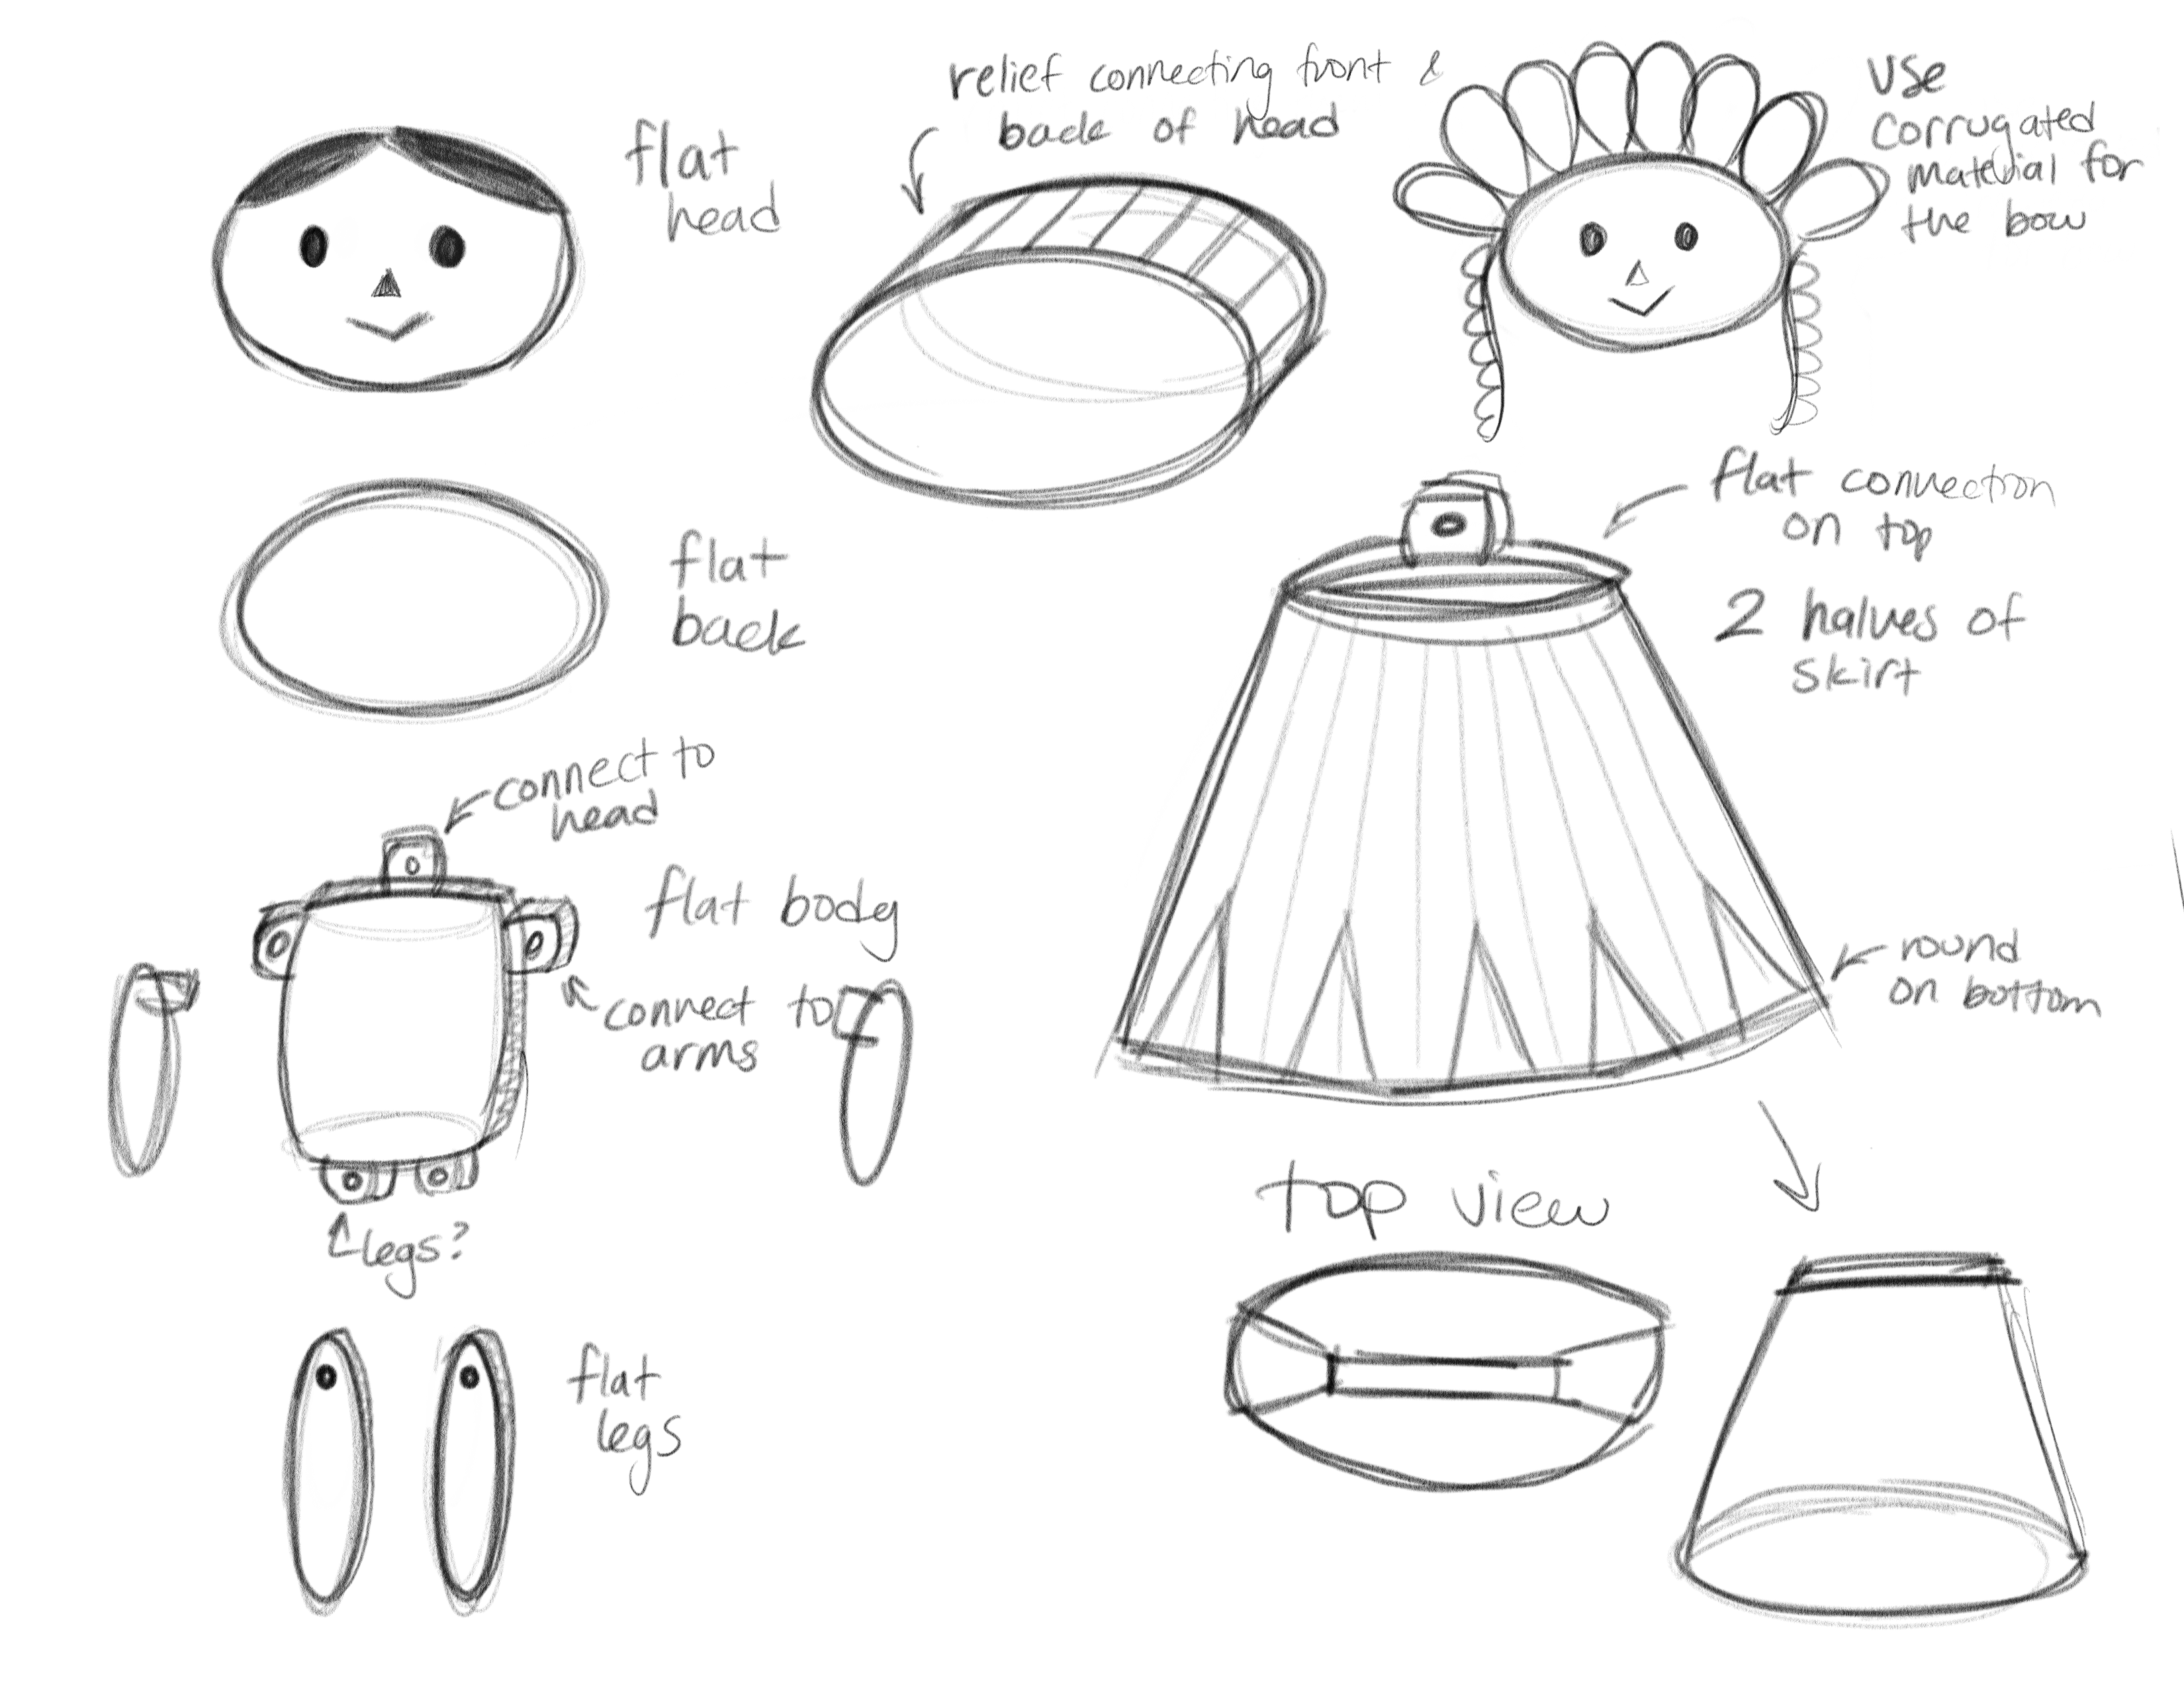 flat
head
relief connecting front &
back of head
use
corrugated
material for
the bow
flat
back
flat connection
on top
2 halves of
skirt
connect to
head
flat body
connect to
arms
legs?
flat
legs
round
on bottom
top view